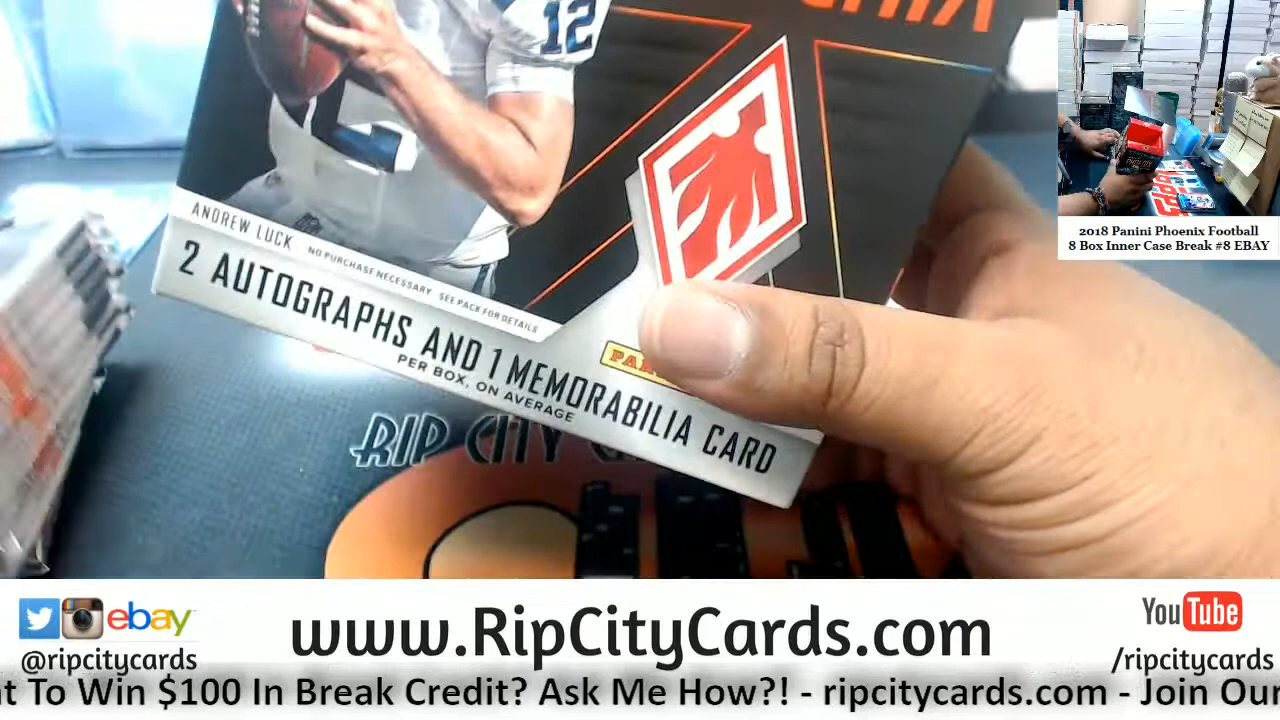 12
ANDREW LUCK
NO PURCHASE NECESSARY SEE PACK FOR DETAILS
2 AUTOGRAPHS AND 1 MEMORABILIA CARD
PER BOX, ON AVERAGE
RIP CITY
2018 Panini Phoenix Football
8 Box Inner Case Break #8 EBAY
ebay
@ripcitycards
www.RipCityCards.com
YouTube
/ripcitycards
To Win $100 In Break Credit? Ask Me How?! - ripcitycards.com - Join Our